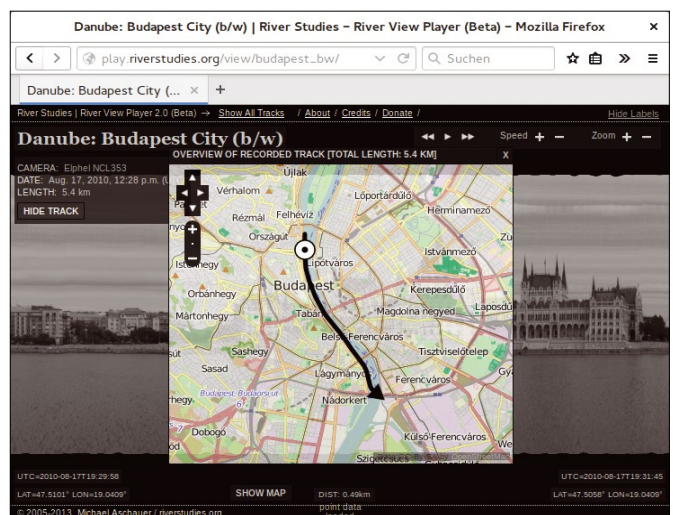 Danube: Budapest City (b/w) | River Studies - River View Player (Beta) - Mozilla Firefox
play.riverstudies.org/view/budapest_bw/
Suchen
Danube: Budapest City (...
River Studies | River View Player 2.0 (Beta) → Show All Tracks / About / Credits / Donate /
Hide Labels
Danube: Budapest City (b/w)
Speed + −
Zoom + −
OVERVIEW OF RECORDED TRACK [TOTAL LENGTH: 5.4 KM]
X
CAMERA: Elphel NCL353
DATE: Aug. 17, 2010, 12:28 p.m. (U
LENGTH: 5.4 km
HIDE TRACK
Újlak
Vérhalom
Lőportárdűlő
Herminamező
Rézmál
Felhévíz
Országút
Istvánmező
Lipótváros
Orbánhegy
Budapest
Kerepesdűlő
Mártonhegy
Tabán
Magdolna negyed
Laposdű
Belső Ferencváros
Sashegy
Tisztviselőtelep
Sasad
Lágymányos
Ferencváros
Nádorkert
Dobogó
Külső Ferencváros
OpenStreetMap
UTC=2010-08-17T19:29:58
UTC=2010-08-17T19:31:45
LAT=47.5101° LON=19.0409°
SHOW MAP
DIST: 0.49km
LAT=47.5058° LON=19.0409°
point data
loaded
© 2005-2013, Michael Aschauer / riverstudies.org